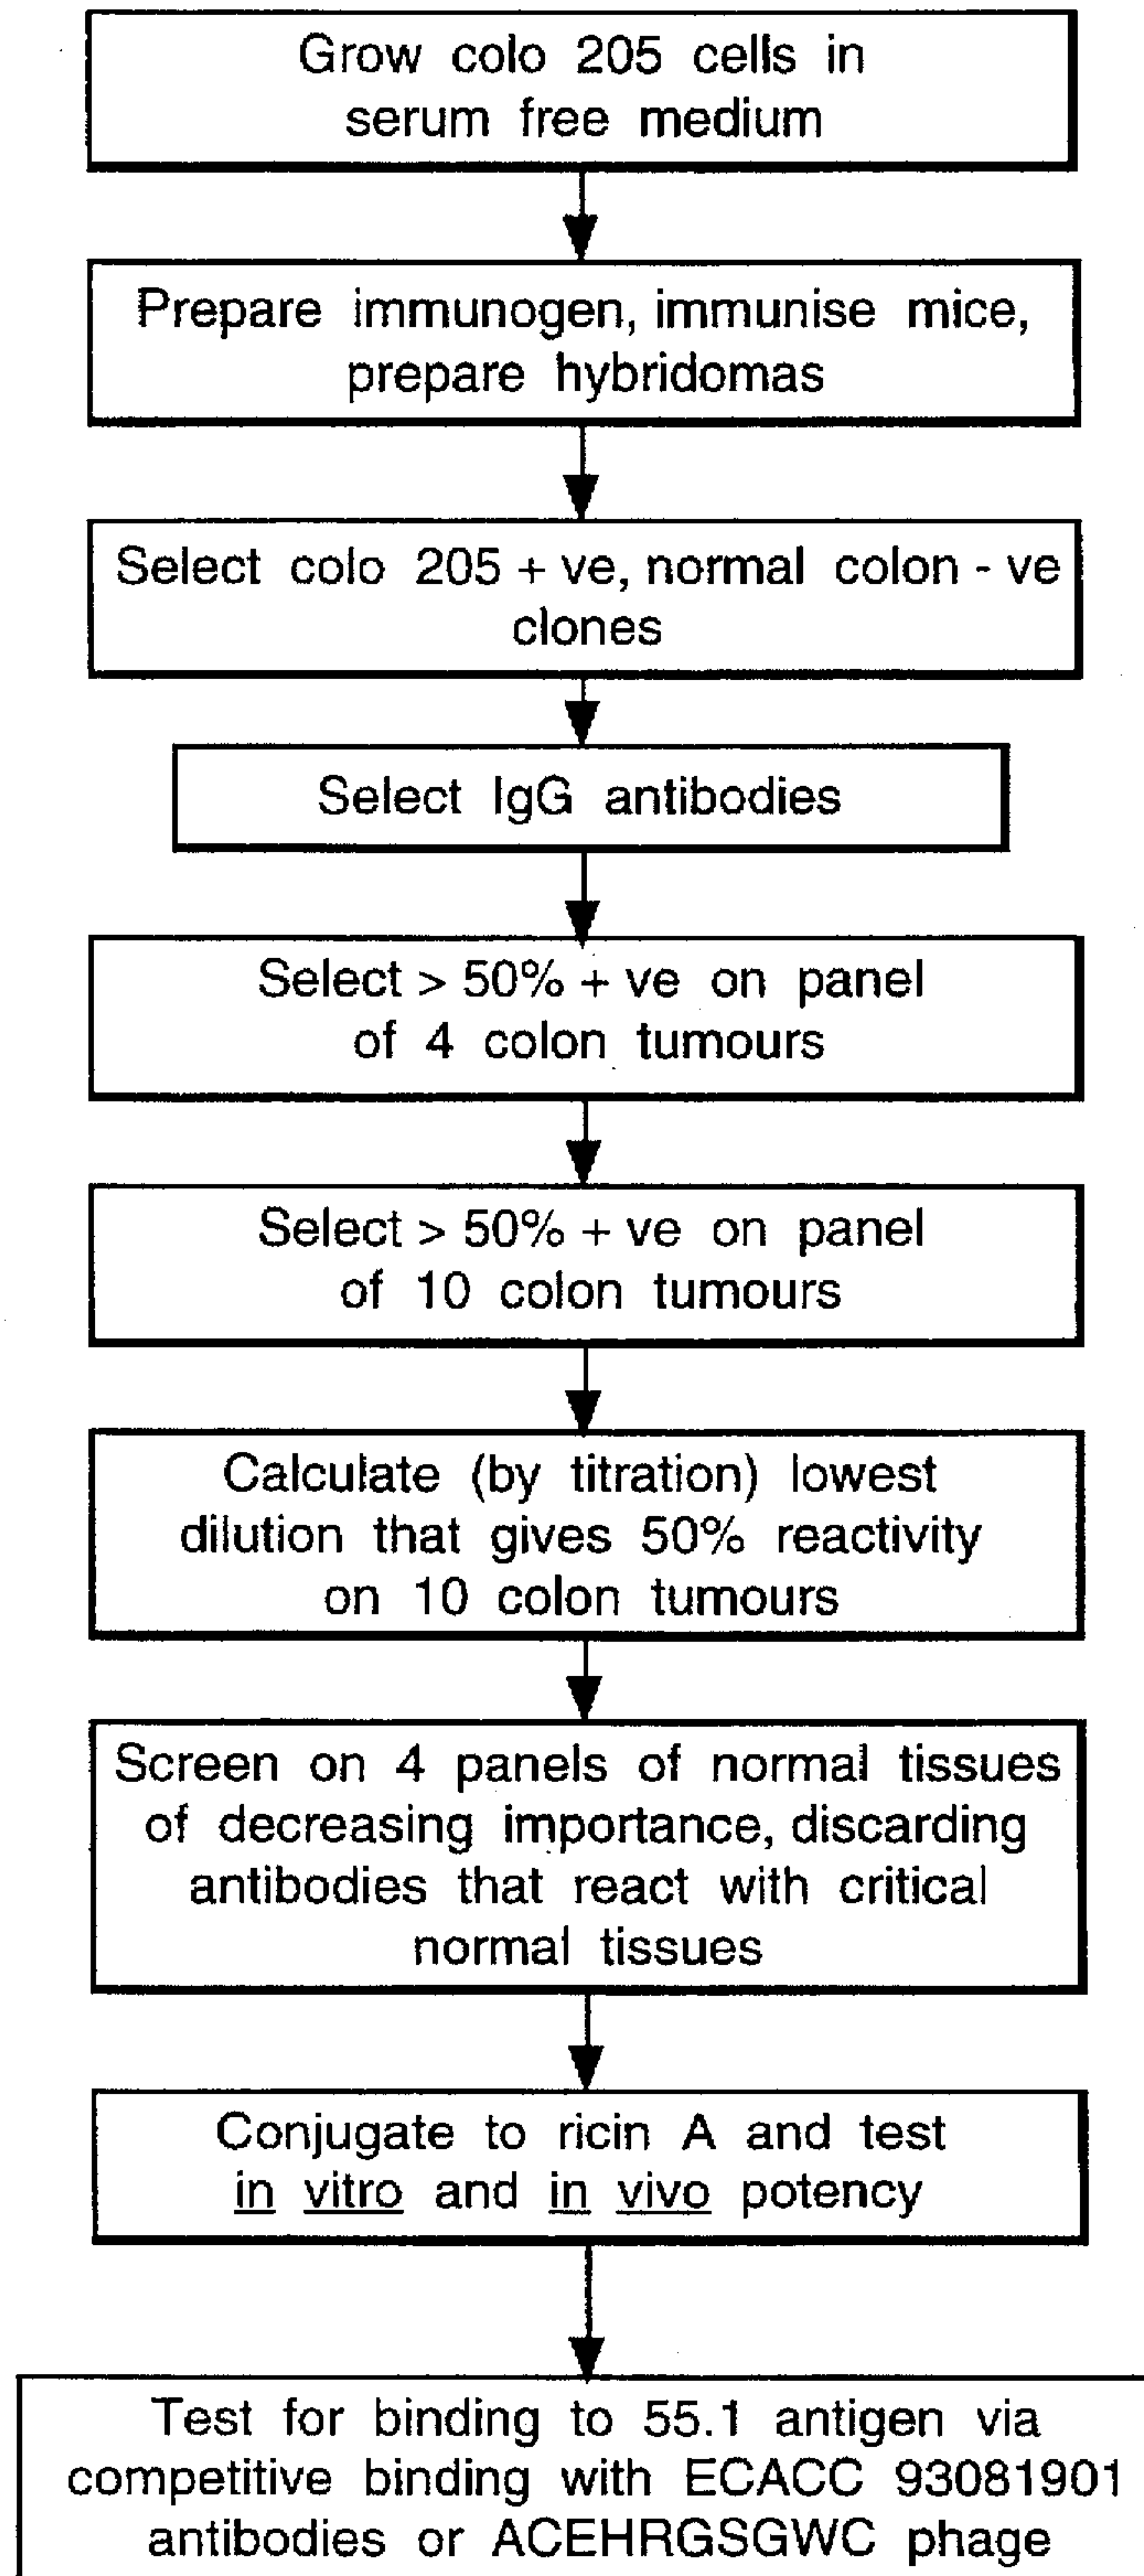 Grow colo 205 cells in
serum free medium
Prepare immunogen, immunise mice,
prepare hybridomas
Select colo 205 + ve, normal colon - ve
clones
Select IgG antibodies
Select > 50% + ve on panel
of 4 colon tumours
Select > 50% + ve on panel
of 10 colon tumours
Calculate (by titration) lowest
dilution that gives 50% reactivity
on 10 colon tumours
Screen on 4 panels of normal tissues
of decreasing importance, discarding
antibodies that react with critical
normal tissues
Conjugate to ricin A and test
in vitro and in vivo potency
Test for binding to 55.1 antigen via
competitive binding with ECACC 93081901
antibodies or ACEHRGSGWC phage